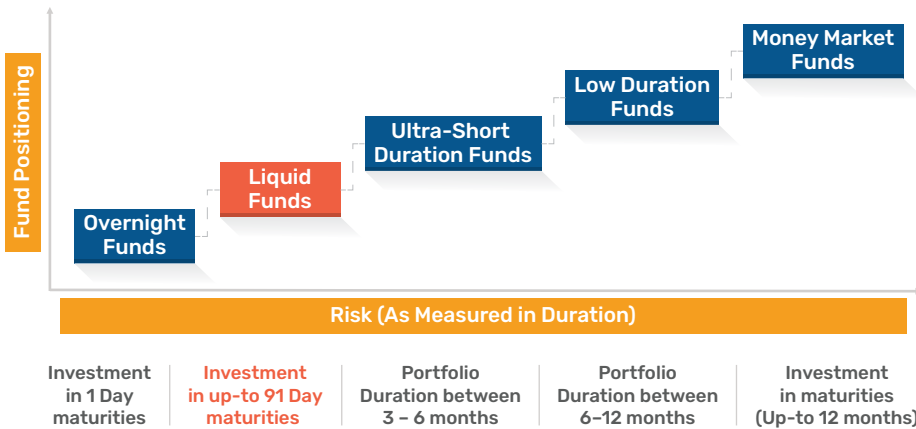 Fund Positioning
Money Market
Funds
Low Duration
Funds
Ultra-Short
Duration Funds
Liquid
Funds
Overnight
Funds
Risk (As Measured in Duration)
Investment
in 1 Day
maturities
Investment
in up-to 91 Day
maturities
Portfolio
Duration between
3 – 6 months
Portfolio
Duration between
6–12 months
Investment
in maturities
(Up-to 12 months)